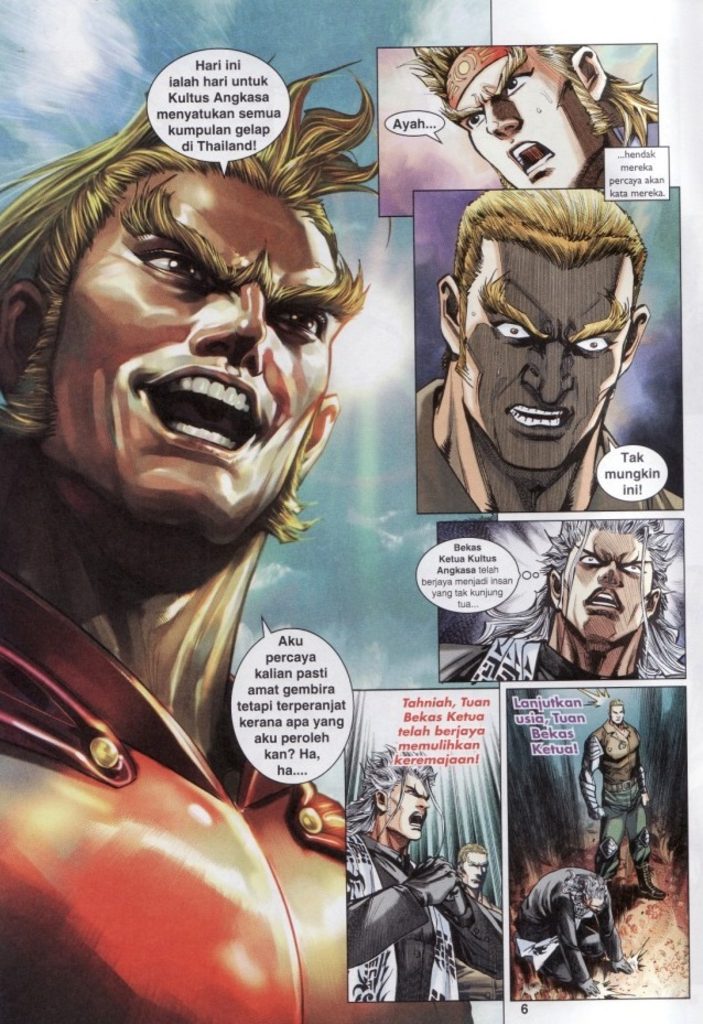 Hari ini
ialah hari untuk
Kultus Angkasa
menyatukan semua
kumpulan gelap
di Thailand!
Ayah...
...hendak
mereka
percaya akan
kata mereka.
Tak
mungkin
ini!
Bekas
Ketua Kultus
Angkasa telah
berjaya menjadi insan
yang tak kunjung
tua...
Aku
percaya
kalian pasti
amat gembira
tetapi terperanjat
kerana apa yang
aku peroleh
kan? Ha,
ha....
Tahniah, Tuan
Bekas Ketua
telah berjaya
memulihkan
keremajaan!
Lanjutkan
usia, Tuan
Bekas
Ketua!
6